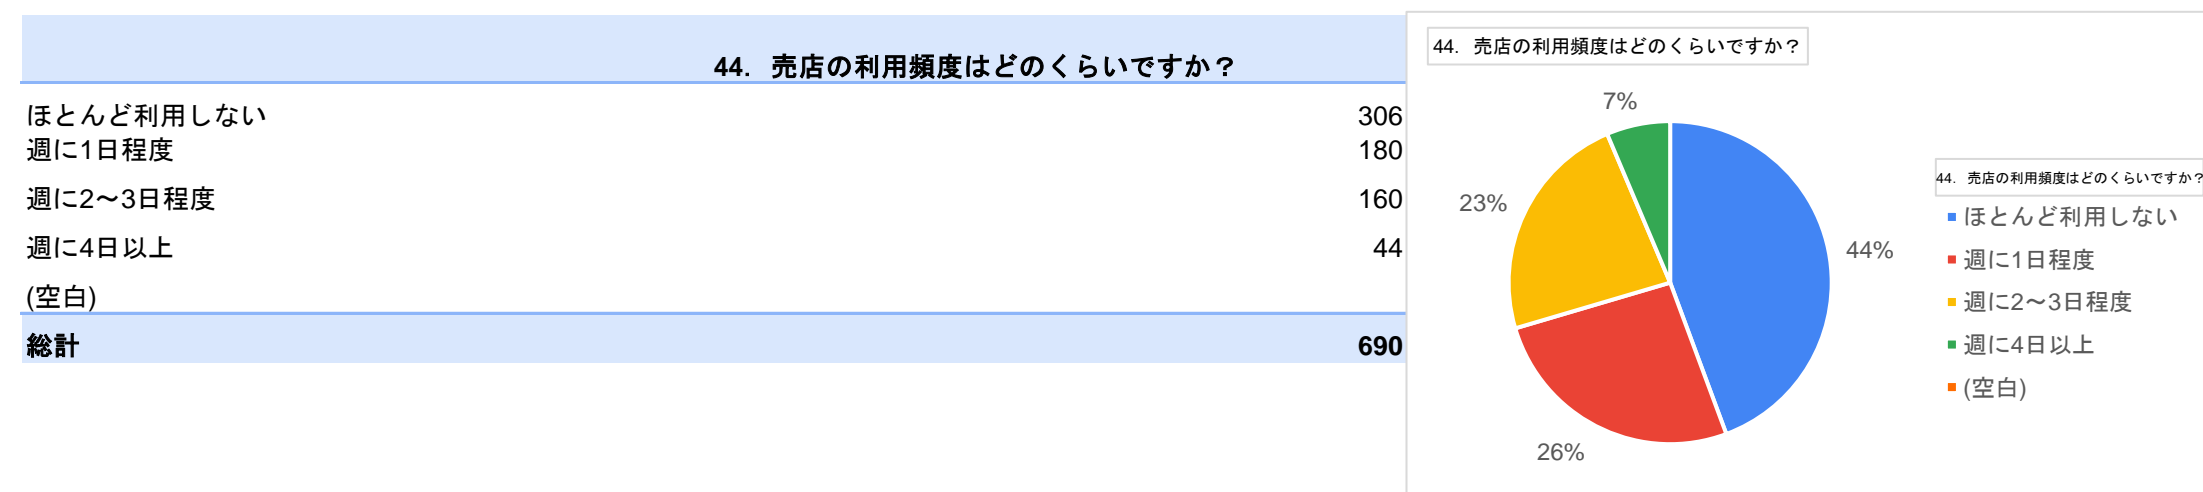 44. 売店の利用頻度はどのくらいですか？
ほとんど利用しない 306
週に1日程度 180
週に2～3日程度 160
週に4日以上 44
(空白)
総計 690
44. 売店の利用頻度はどのくらいですか？
7%
23%
44%
26%
44. 売店の利用頻度はどのくらいですか？
ほとんど利用しない
週に1日程度
週に2～3日程度
週に4日以上
(空白)